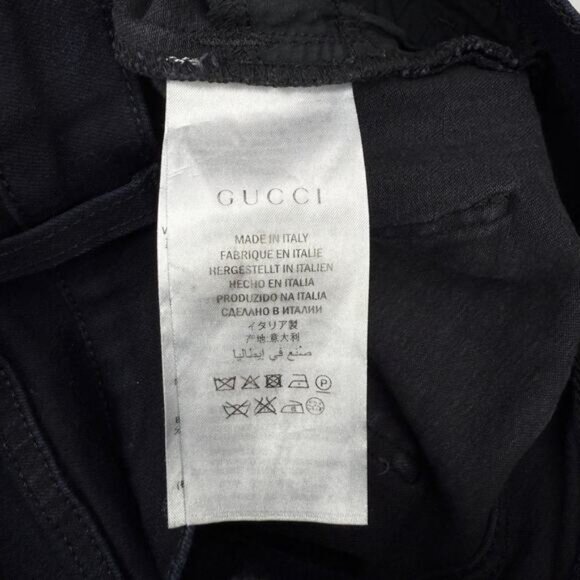 GUCCI
MADE IN ITALY
FABRIQUE EN ITALIE
HERGESTELLT IN ITALIEN
HECHO EN ITALIA
PRODUZIDO NA ITALIA
СДЕЛАНО В ИТАЛИИ
イタリア製
产地:意大利
صنع في إيطاليا
P